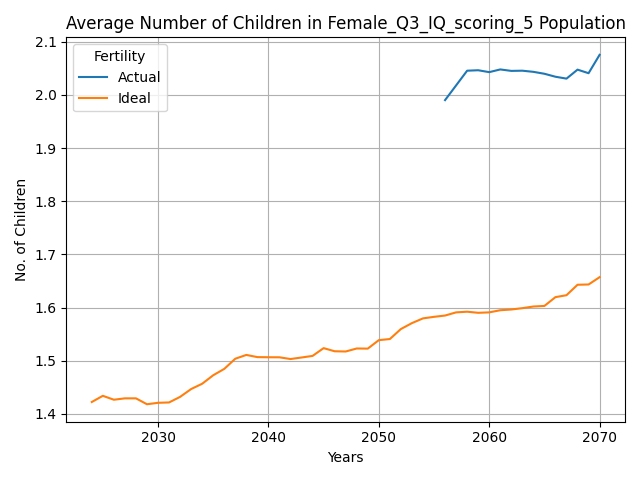 Average Number of Children in Female_Q3_IQ_scoring_5 Population
Fertility
Actual
Ideal
No. of Children
2.1
2.0
1.9
1.8
1.7
1.6
1.5
1.4
2030 2040 2050 2060 2070
Years